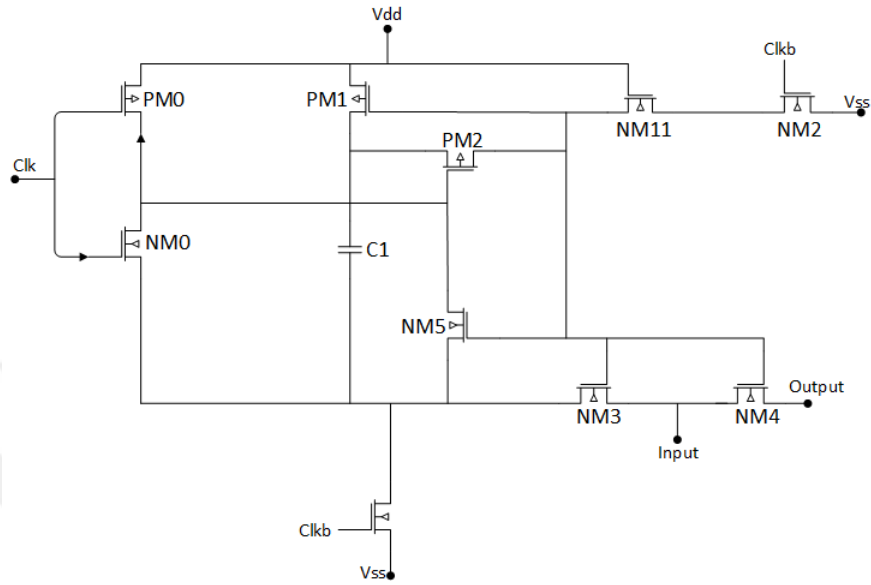 Vdd
Clkb
PM0
PM1
Vss
NM11
NM2
PM2
Clk
NM0
C1
NM5
Output
NM3
NM4
Input
Clkb
Vss